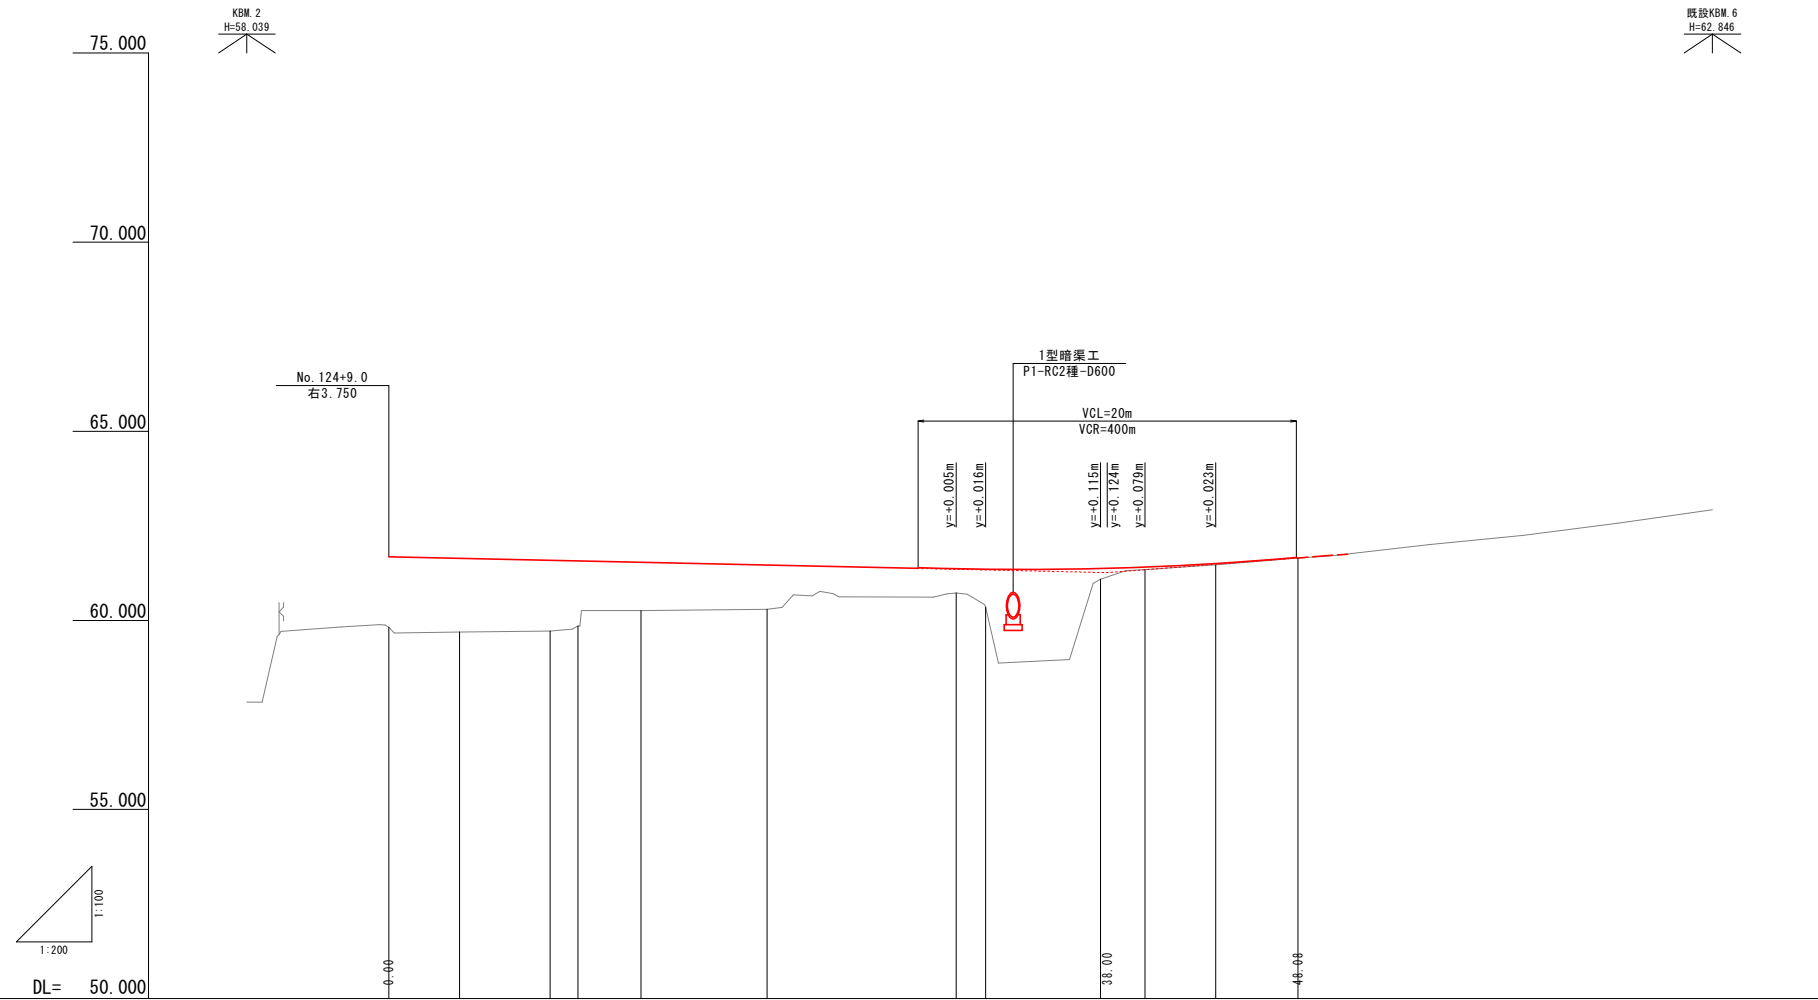 KBM.2
H=58.039
既設KBM.6
H=62.846
75.000
70.000
65.000
60.000
55.000
DL= 50.000
No.124+9.0
右3.750
1型暗渠工
P1-RC2種-D600
VCL=20m
VCR=400m
y=+0.005m
y=+0.016m
y=+0.115m
y=+0.124m
y=+0.079m
y=+0.023m
1:100
1:200
0.00
38.00
48.08